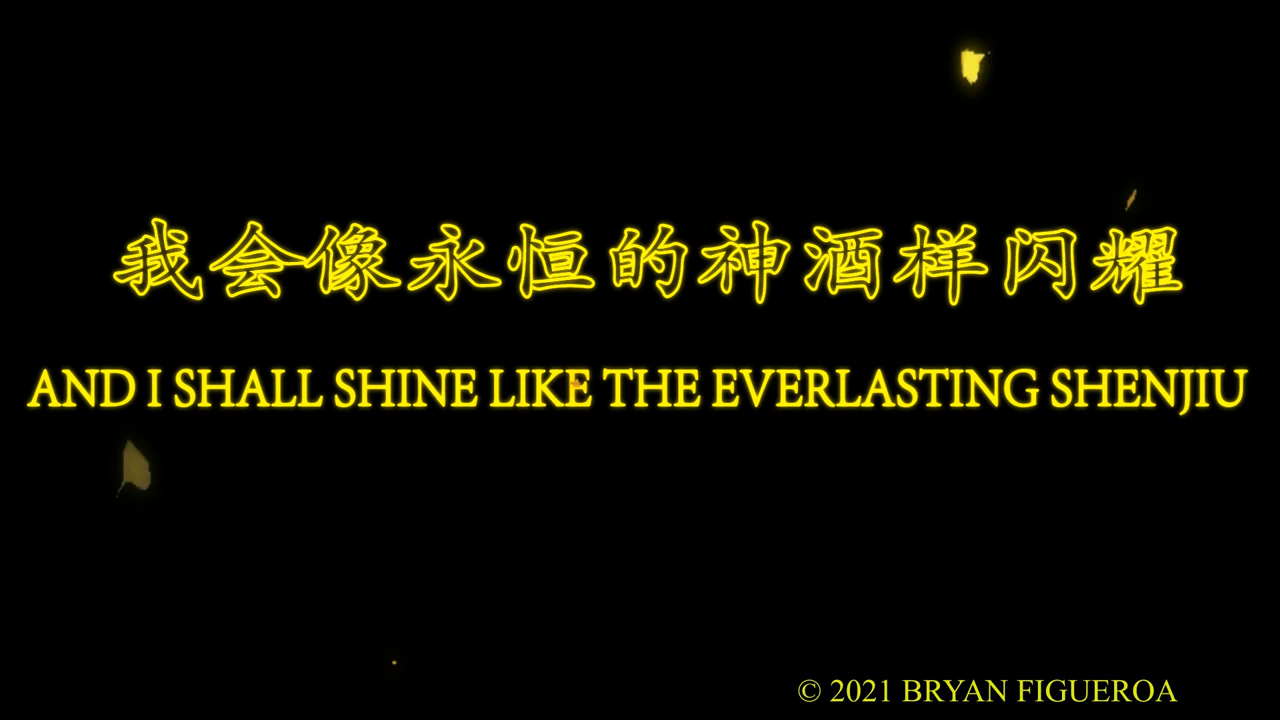 我会像永恒的神酒样闪耀
AND I SHALL SHINE LIKE THE EVERLASTING SHENJIU
© 2021 BRYAN FIGUEROA